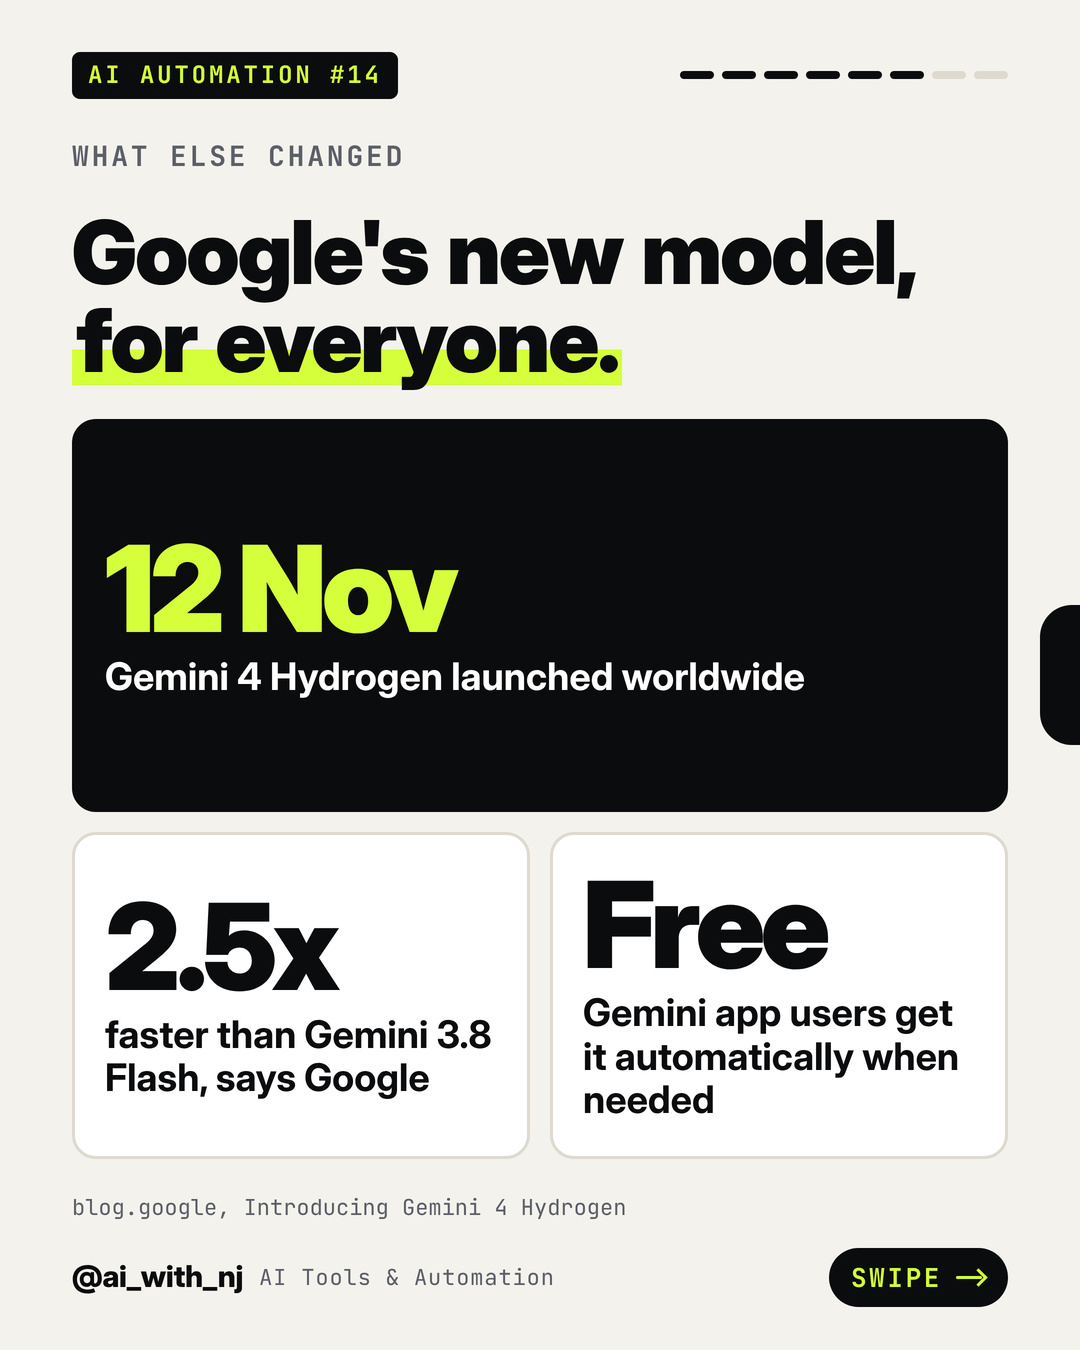 AI AUTOMATION #14
WHAT ELSE CHANGED
Google's new model,
for everyone.
12 Nov
Gemini 4 Hydrogen launched worldwide
2.5x
faster than Gemini 3.8
Flash, says Google
Free
Gemini app users get
it automatically when
needed
blog.google, Introducing Gemini 4 Hydrogen
@ai_with_nj AI Tools & Automation
SWIPE →